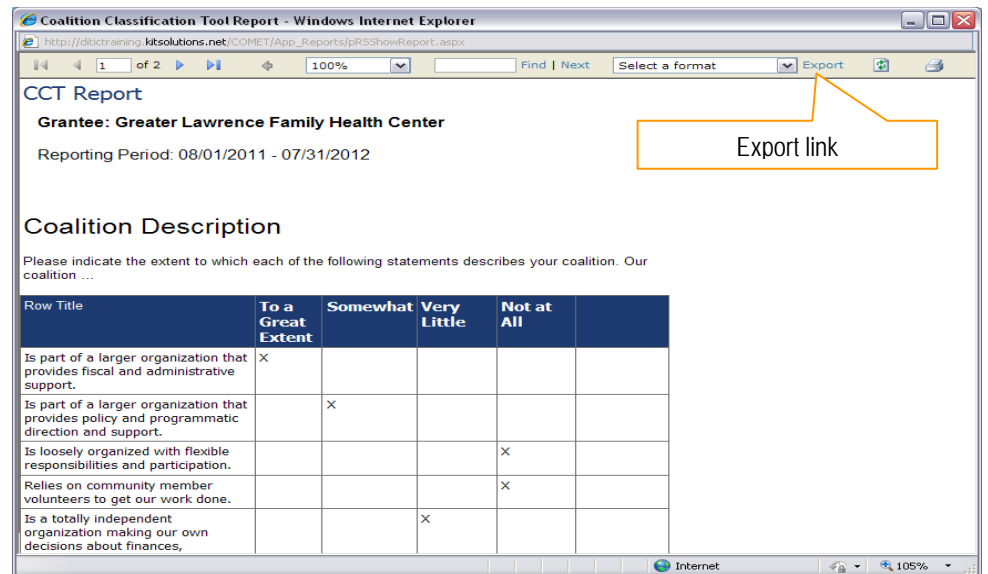 Coalition Classification Tool Report - Windows Internet Explorer
http://ditictraining.kitsolutions.net/COMET/App_Reports/pR5ShowReport.aspx
1 of 2 100% Find | Next Select a format Export
CCT Report
Grantee: Greater Lawrence Family Health Center
Export link
Reporting Period: 08/01/2011 - 07/31/2012
Coalition Description
Please indicate the extent to which each of the following statements describes your coalition. Our
coalition ...
Row Title To a Somewhat Very Not at
Great Little All
Extent
Is part of a larger organization that X
provides fiscal and administrative
support.
Is part of a larger organization that X
provides policy and programmatic
direction and support.
Is loosely organized with flexible X
responsibilities and participation.
Relies on community member X
volunteers to get our work done.
Is a totally independent X
organization making our own
decisions about finances,
Internet 105%